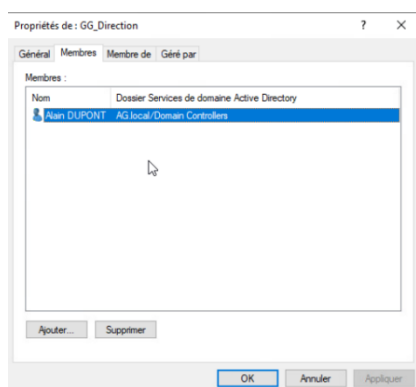 Propriétés de : GG_Direction ? ×
Général Membres Membre de Géré par
Membres :
Nom Dossier Services de domaine Active Directory
Alain DUPONT AG.local/Domain Controllers
Ajouter... Supprimer
OK Annuler Appliquer